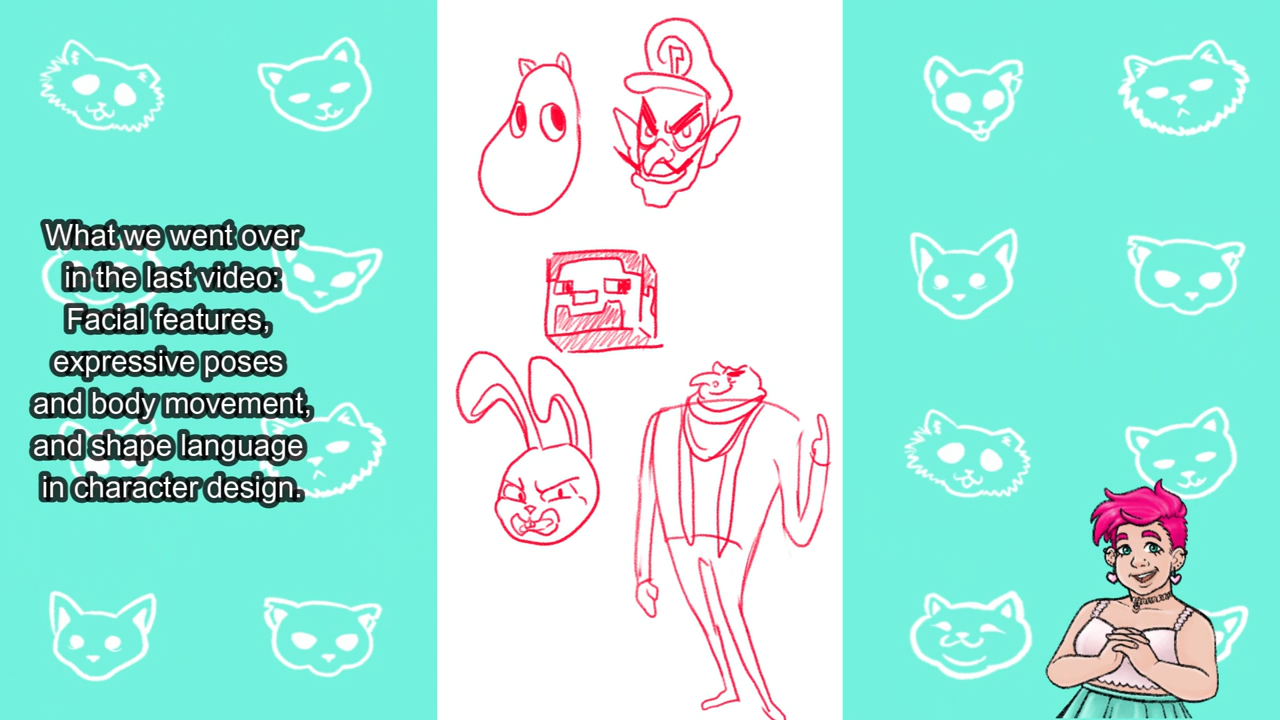 What we went over
in the last video:
Facial features,
expressive poses
and body movement,
and shape language
in character design.